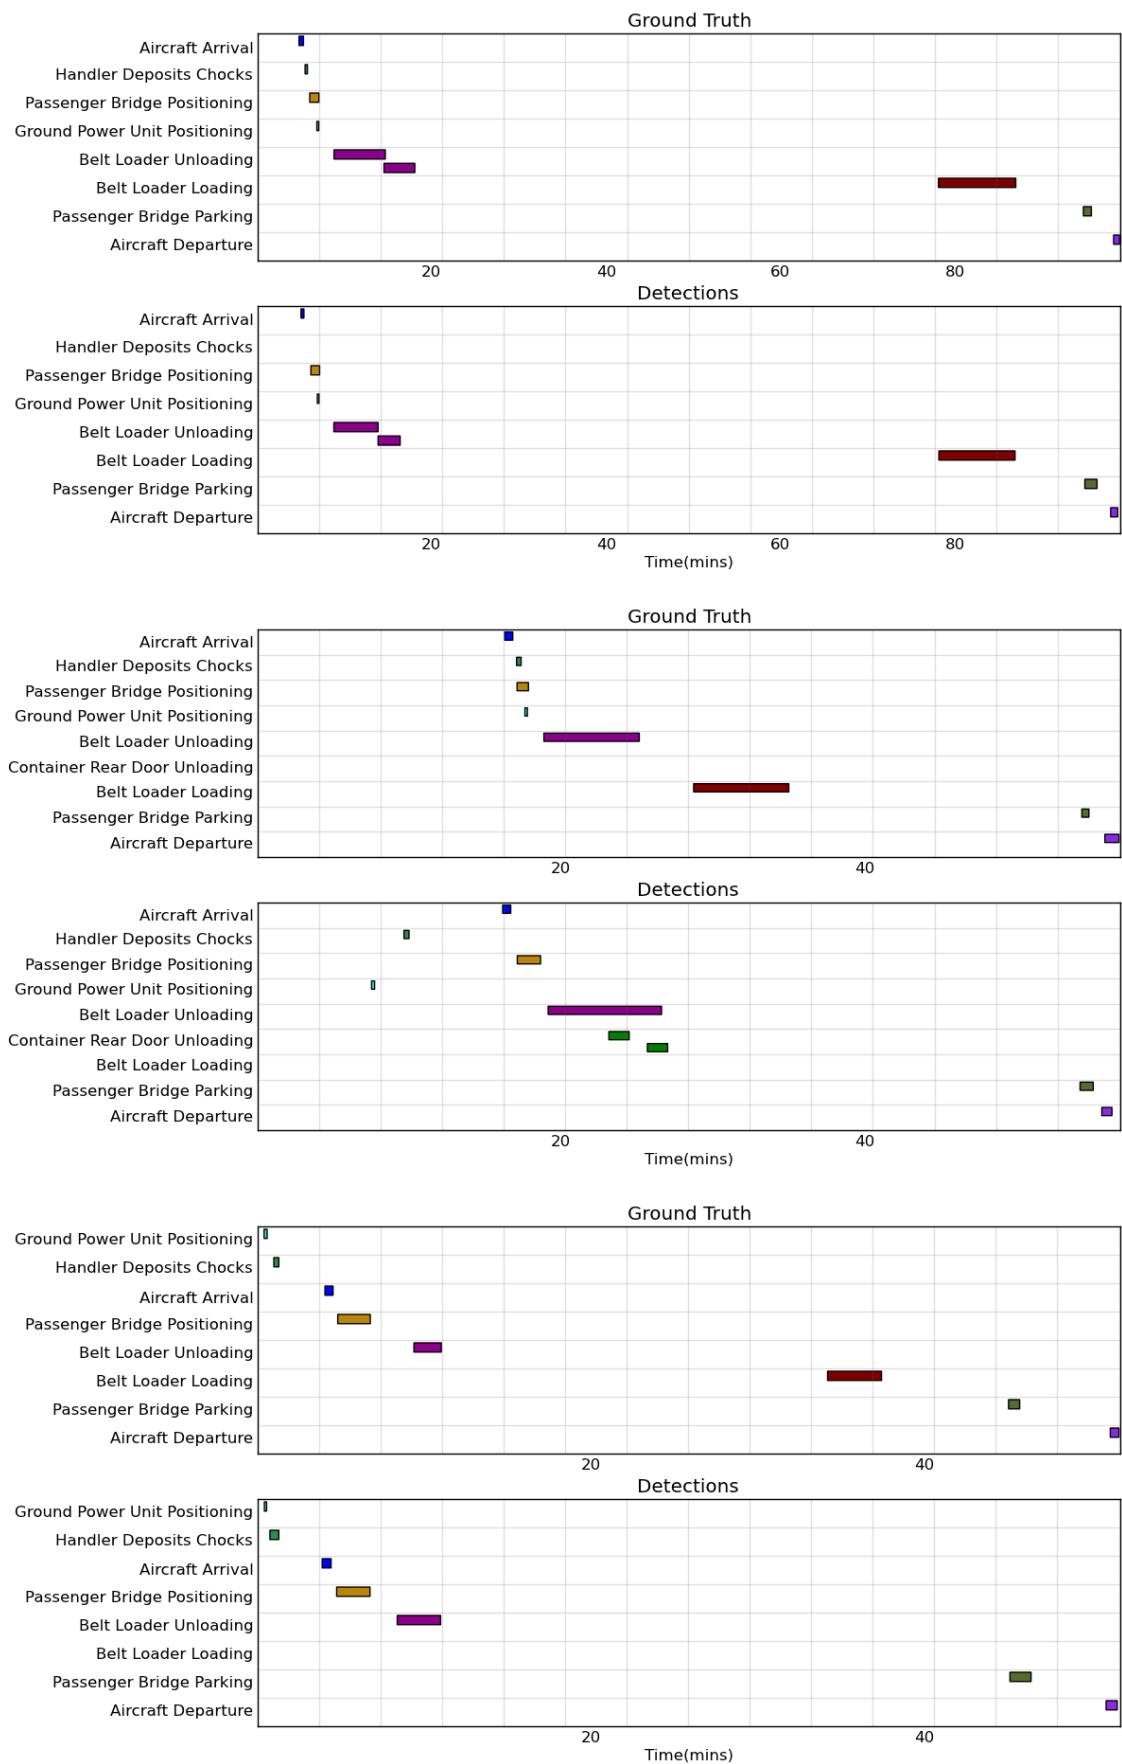 Ground Truth
Aircraft Arrival
Handler Deposits Chocks
Passenger Bridge Positioning
Ground Power Unit Positioning
Belt Loader Unloading
Belt Loader Loading
Passenger Bridge Parking
Aircraft Departure
20 40 60 80
Detections
Aircraft Arrival
Handler Deposits Chocks
Passenger Bridge Positioning
Ground Power Unit Positioning
Belt Loader Unloading
Belt Loader Loading
Passenger Bridge Parking
Aircraft Departure
20 40 60 80
Time(mins)
Ground Truth
Aircraft Arrival
Handler Deposits Chocks
Passenger Bridge Positioning
Ground Power Unit Positioning
Belt Loader Unloading
Container Rear Door Unloading
Belt Loader Loading
Passenger Bridge Parking
Aircraft Departure
20 40
Detections
Aircraft Arrival
Handler Deposits Chocks
Passenger Bridge Positioning
Ground Power Unit Positioning
Belt Loader Unloading
Container Rear Door Unloading
Belt Loader Loading
Passenger Bridge Parking
Aircraft Departure
20 40
Time(mins)
Ground Truth
Ground Power Unit Positioning
Handler Deposits Chocks
Aircraft Arrival
Passenger Bridge Positioning
Belt Loader Unloading
Belt Loader Loading
Passenger Bridge Parking
Aircraft Departure
20 40
Detections
Ground Power Unit Positioning
Handler Deposits Chocks
Aircraft Arrival
Passenger Bridge Positioning
Belt Loader Unloading
Belt Loader Loading
Passenger Bridge Parking
Aircraft Departure
20 40
Time(mins)